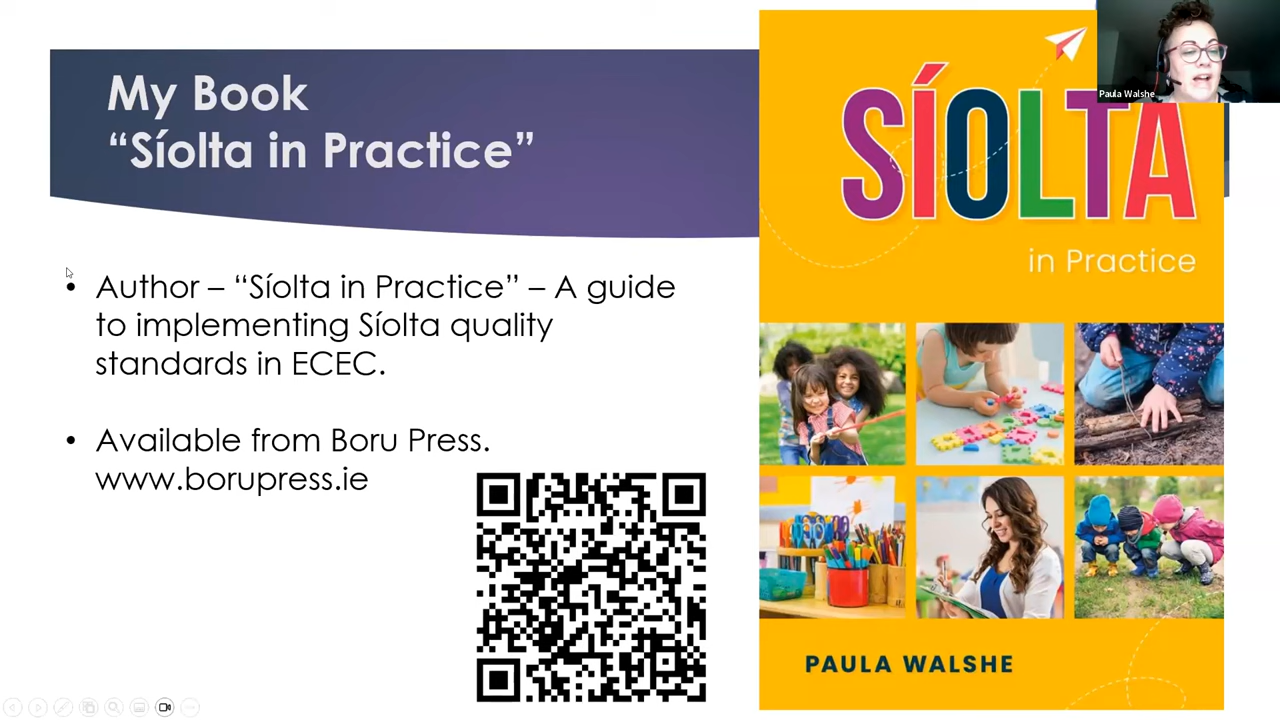 My Book
“Síolta in Practice”
• Author – “Síolta in Practice” – A guide
to implementing Síolta quality
standards in ECEC.
• Available from Boru Press.
www.borupress.ie
SÍOLTA
in Practice
PAULA WALSHE
Paula Walshe